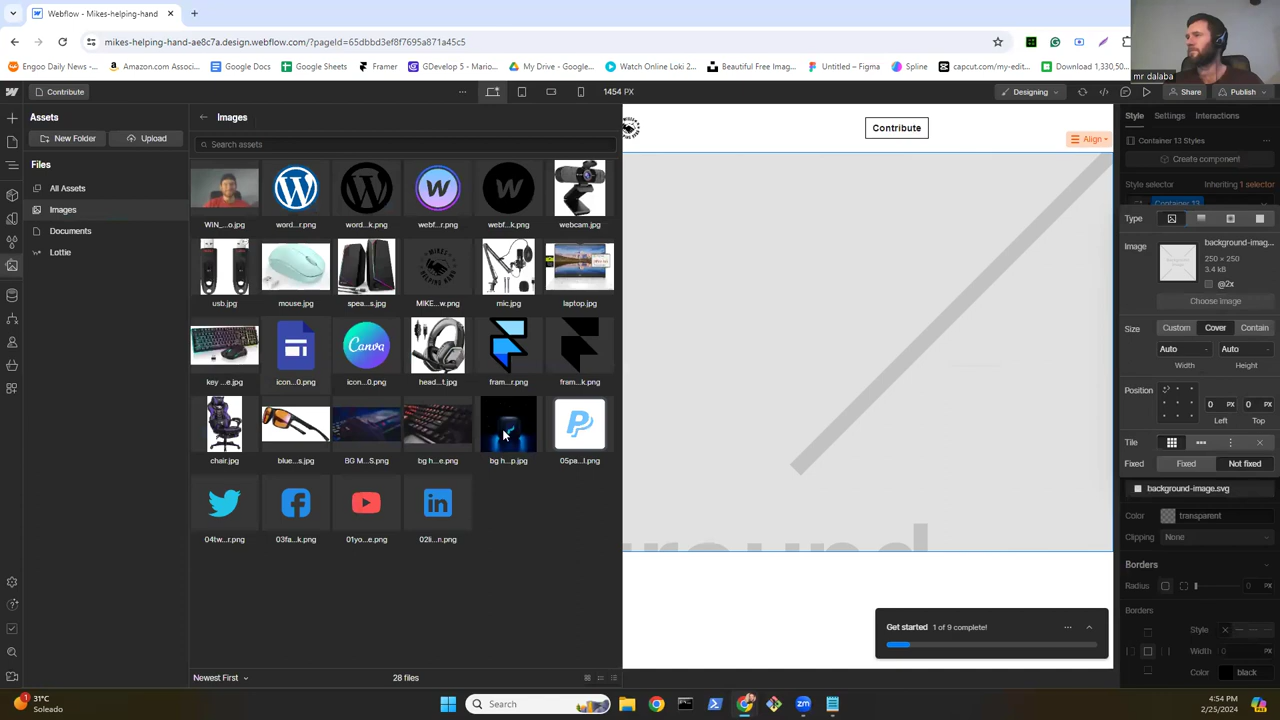 Webflow - Mikes-helping-hand
mikes-helping-hand-ae8c7a.design.webflow.com/?pageId=65dbbd3ef8f7695a871a45c5
Engoo Daily News -...
Amazon.com Associ...
Google Docs
Google Sheets
Framer
GDevelop 5 - Mario...
My Drive - Google...
Watch Online Loki 2...
Beautiful Free Imag...
Untitled – Figma
Spline
capcut.com/my-edit...
Download 1,330,50...
mr dalaba
Contribute
1454 PX
Designing
Share
Publish
Assets
New Folder
Upload
Files
All Assets
Images
Documents
Lottie
Images
Search assets
WIN_...o.jpg
word...r.png
word...k.png
webf...r.png
webf...k.png
webcam.jpg
usb.jpg
mouse.jpg
spea...s.jpg
MIKE...w.png
mic.jpg
laptop.jpg
key ...e.jpg
icon...0.png
icon...0.png
head...t.jpg
fram...r.png
fram...k.png
chair.jpg
blue...s.jpg
BG M...S.png
bg h...e.png
bg h...p.jpg
05pa...l.png
04tw...r.png
03fa...k.png
01yo...e.png
02li...n.png
Newest First
28 files
Contribute
Align
round
Get started 1 of 9 complete!
Style
Settings
Interactions
Container 13 Styles
Create component
Style selector
Inheriting 1 selector
Container 13
Type
Image
background-imag...
250 × 250
3.4 kB
@2x
Choose image
Size
Custom
Cover
Contain
Auto
Auto
Width
Height
Position
0 PX
0 PX
Left
Top
Tile
Fixed
Fixed
Not fixed
background-image.svg
Color
transparent
Clipping
None
Borders
Radius
0 PX
Borders
Style
Width
0 PX
Color
black
31°C
Soleado
Search
zm
4:54 PM
2/25/2024